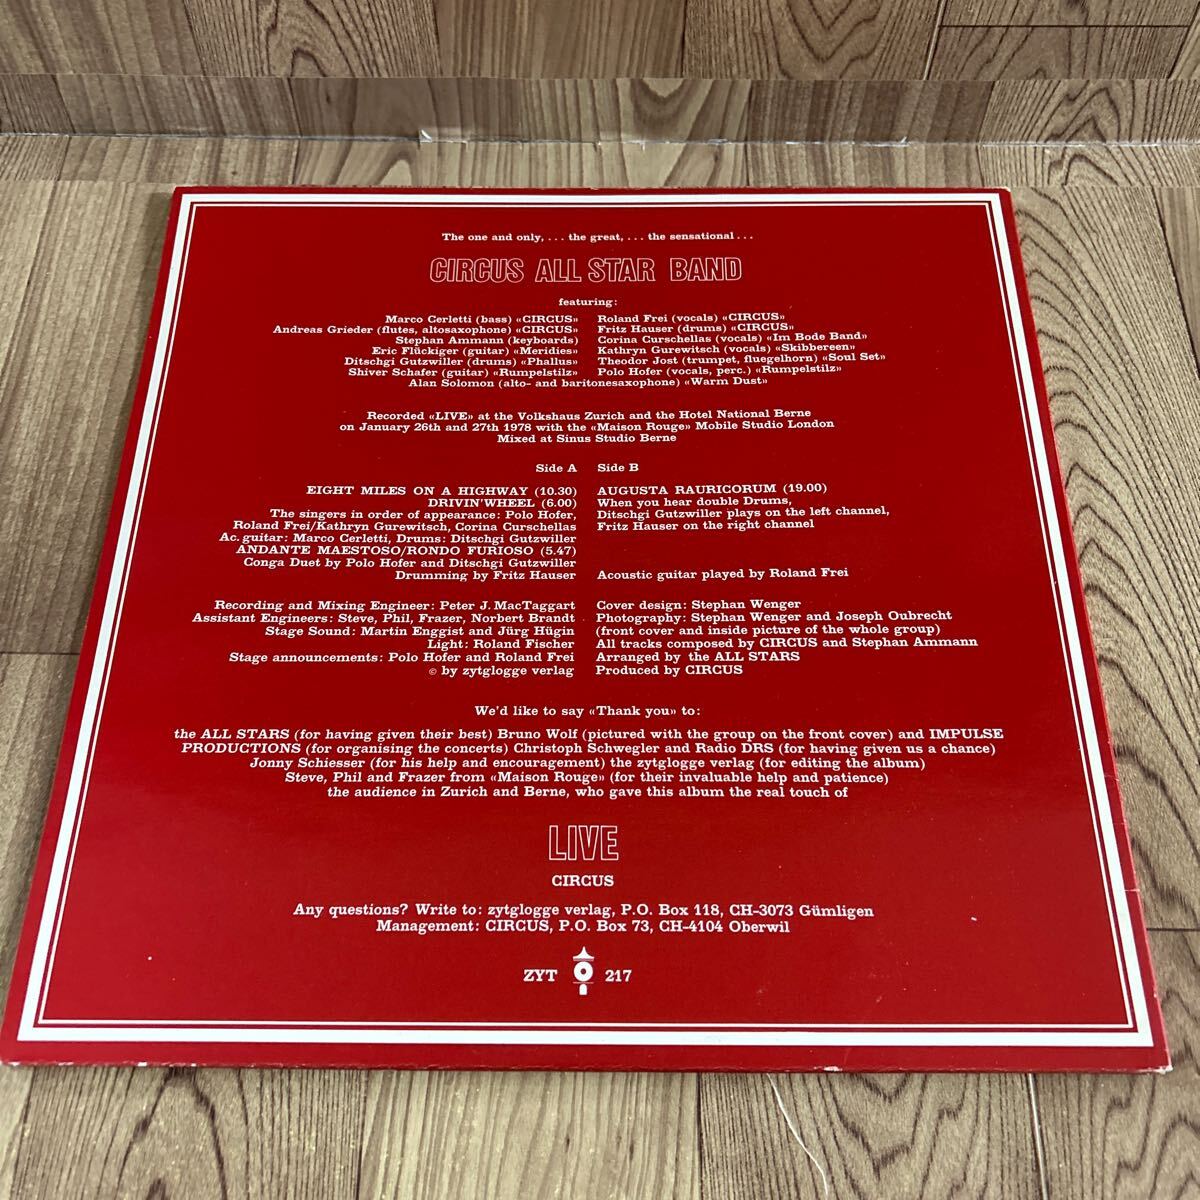 The one and only, ... the great, ... the sensational ...
CIRCUS ALL STAR BAND
featuring:
Marco Cerletti (bass) «CIRCUS»
Andreas Grieder (flutes, altosaxophone) «CIRCUS»
Stephan Ammann (keyboards)
Eric Flückiger (guitar) «Meridies»
Ditschgi Gutzwiller (drums) «Phallus»
Shiver Schafer (guitar) «Rumpelstilz»
Roland Frei (vocals) «CIRCUS»
Fritz Hauser (drums) «CIRCUS»
Corina Curschellas (vocals) «Im Bode Band»
Kathryn Gurewitsch (vocals) «Skibbereen»
Theodor Jost (trumpet, fluegelhorn) «Soul Set»
Polo Hofer (vocals, perc.) «Rumpelstilz»
Alan Solomon (alto- and baritonesaxophone) «Warm Dust»
Recorded «LIVE» at the Volkshaus Zurich and the Hotel National Berne
on January 26th and 27th 1978 with the «Maison Rouge» Mobile Studio London
Mixed at Sinus Studio Berne
Side A
EIGHT MILES ON A HIGHWAY (10.30)
DRIVIN'WHEEL (6.00)
The singers in order of appearance: Polo Hofer,
Roland Frei/Kathryn Gurewitsch, Corina Curschellas
Ac. guitar: Marco Cerletti, Drums: Ditschgi Gutzwiller
ANDANTE MAESTOSO/RONDO FURIOSO (5.47)
Conga Duet by Polo Hofer and Ditschgi Gutzwiller
Drumming by Fritz Hauser
Side B
AUGUSTA RAURICORUM (19.00)
When you hear double Drums,
Ditschgi Gutzwiller plays on the left channel,
Fritz Hauser on the right channel
Acoustic guitar played by Roland Frei
Recording and Mixing Engineer: Peter J. MacTaggart
Assistant Engineers: Steve, Phil, Frazer, Norbert Brandt
Stage Sound: Martin Enggist and Jürg Hügin
Light: Roland Fischer
Stage announcements: Polo Hofer and Roland Frei
© by zytglogge verlag
Cover design: Stephan Wenger
Photography: Stephan Wenger and Joseph Oubrecht
(front cover and inside picture of the whole group)
All tracks composed by CIRCUS and Stephan Ammann
Arranged by the ALL STARS
Produced by CIRCUS
We'd like to say «Thank you» to:
the ALL STARS (for having given their best) Bruno Wolf (pictured with the group on the front cover) and IMPULSE
PRODUCTIONS (for organising the concerts) Christoph Schwegler and Radio DRS (for having given us a chance)
Jonny Schiesser (for his help and encouragement) the zytglogge verlag (for editing the album)
Steve, Phil and Frazer from «Maison Rouge» (for their invaluable help and patience)
the audience in Zurich and Berne, who gave this album the real touch of
LIVE
CIRCUS
Any questions? Write to: zytglogge verlag, P.O. Box 118, CH-3073 Gümligen
Management: CIRCUS, P.O. Box 73, CH-4104 Oberwil
ZYT 217